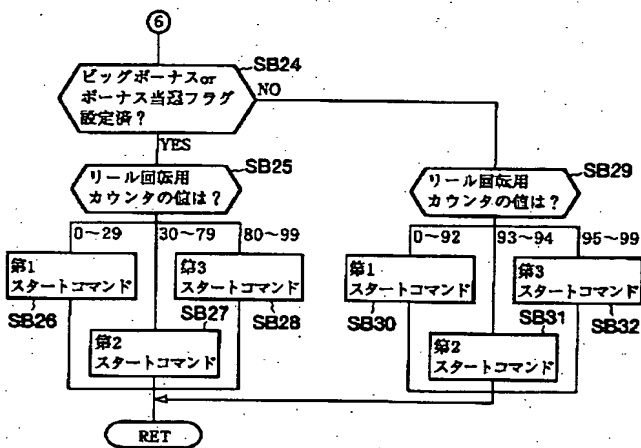 ⑥
SB24
ビッグボーナスor
ボーナス当選フラグ
設定済?
NO
YES
SB25
リール回転用
カウンタの値は?
SB29
リール回転用
カウンタの値は?
0~29
30~79
80~99
0~92
93~94
95~99
第1
スタートコマンド
SB26
第3
スタートコマンド
SB28
第1
スタートコマンド
SB30
第3
スタートコマンド
SB32
SB27
第2
スタートコマンド
SB31
第2
スタートコマンド
RET